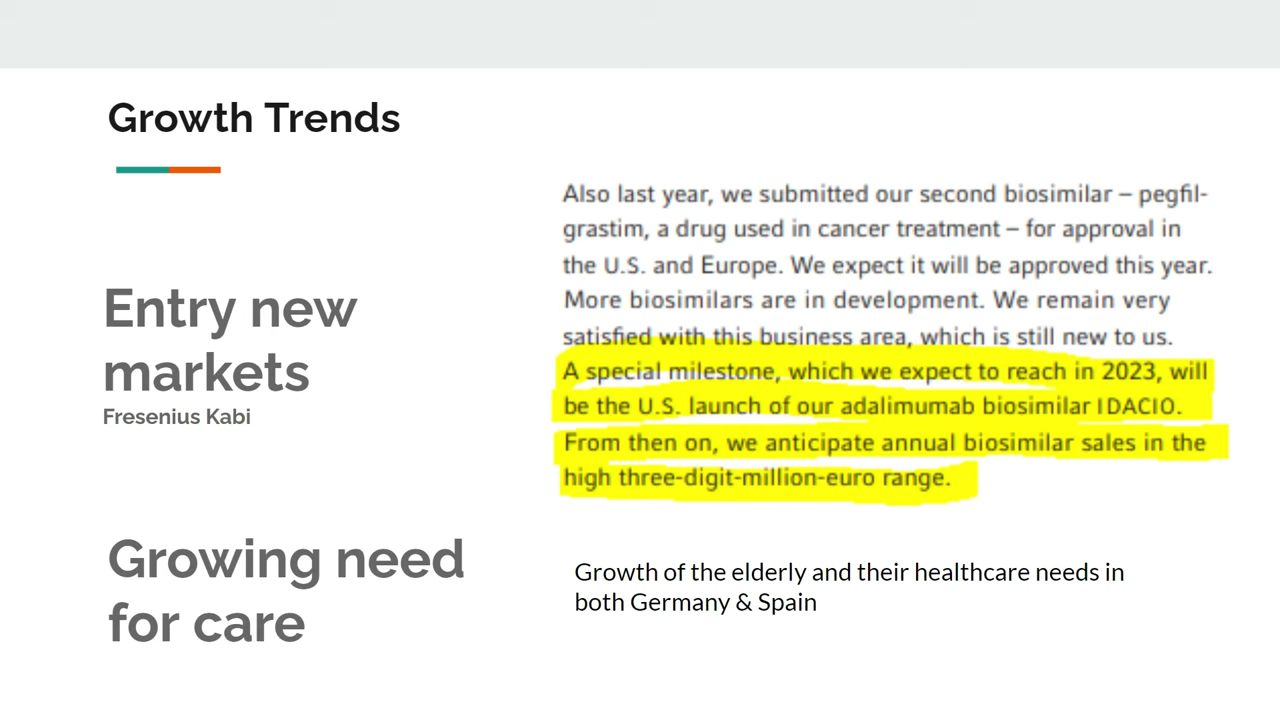 Growth Trends
Entry new
markets
Fresenius Kabi
Also last year, we submitted our second biosimilar – pegfil-
grastim, a drug used in cancer treatment – for approval in
the U.S. and Europe. We expect it will be approved this year.
More biosimilars are in development. We remain very
satisfied with this business area, which is still new to us.
A special milestone, which we expect to reach in 2023, will
be the U.S. launch of our adalimumab biosimilar IDACIO.
From then on, we anticipate annual biosimilar sales in the
high three-digit-million-euro range.
Growing need
for care
Growth of the elderly and their healthcare needs in
both Germany & Spain